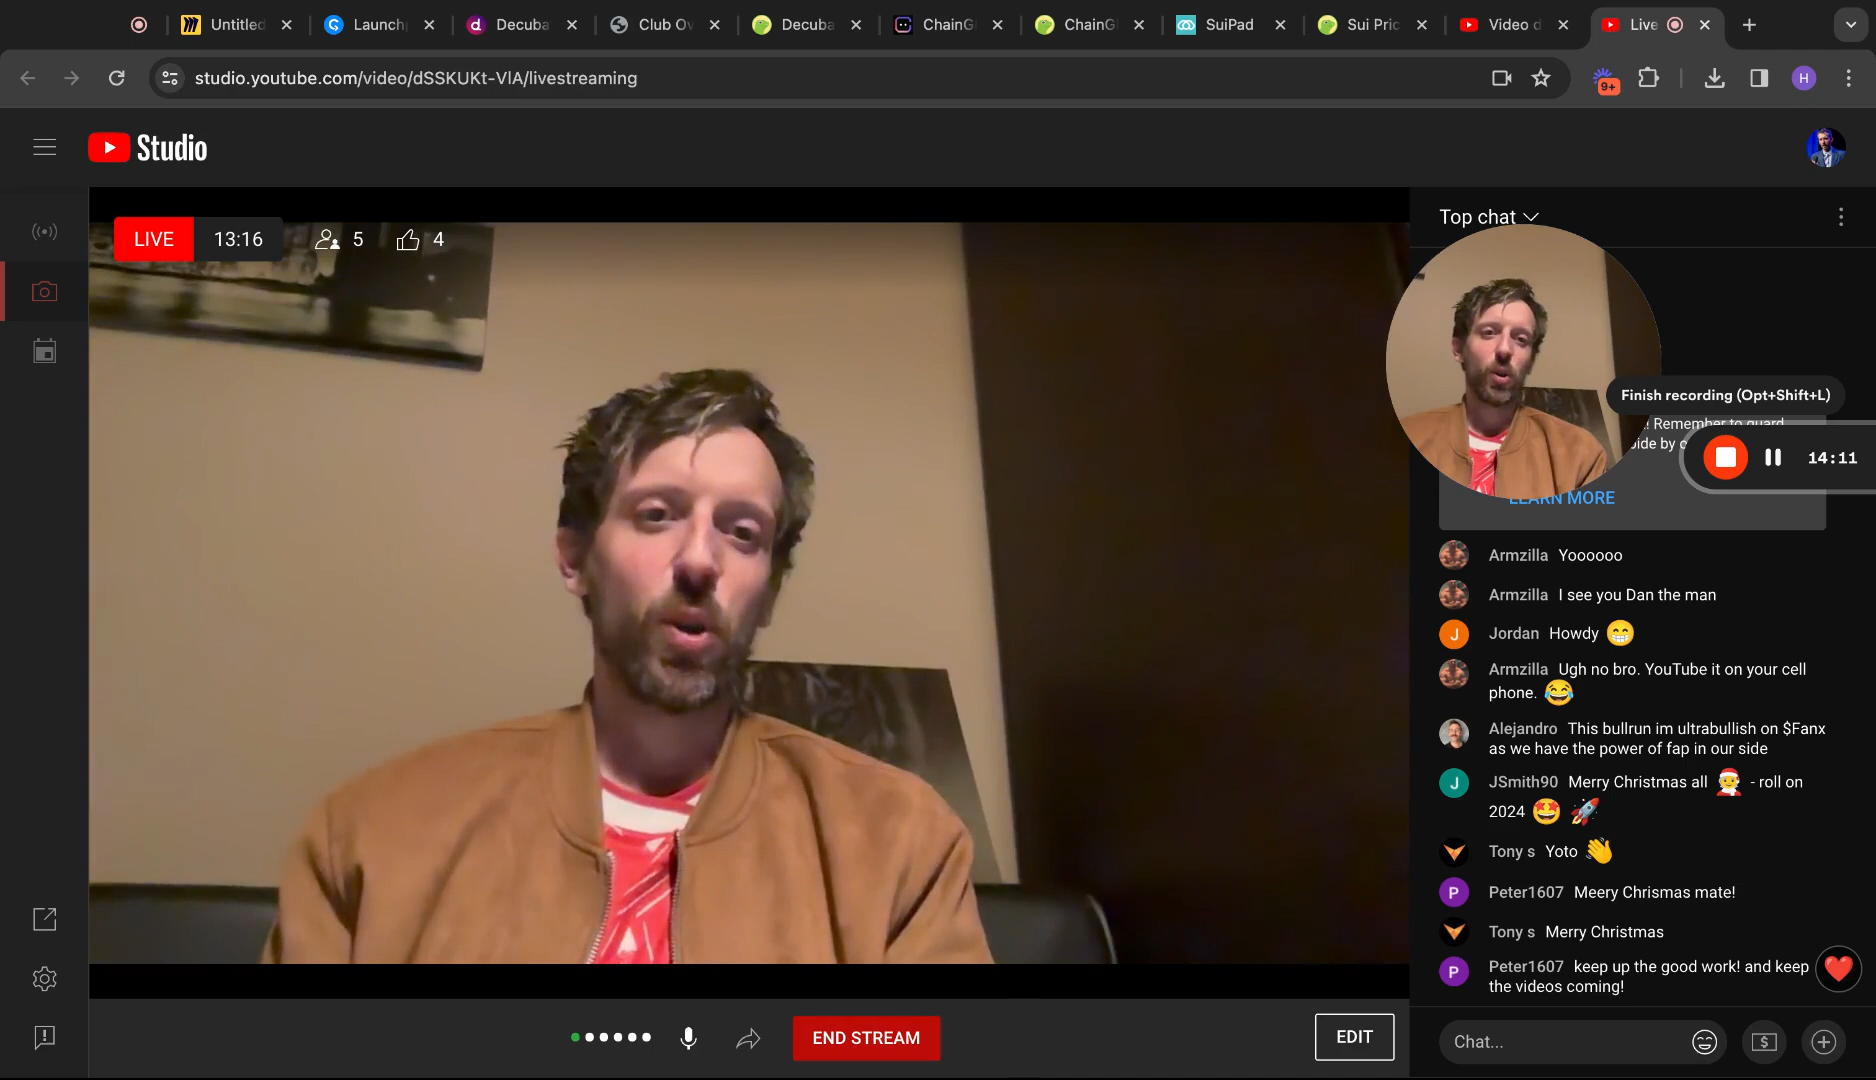 Untitled
Launch
Decuba
Club Ov
Decuba
ChainG
ChainG
SuiPad
Sui Pric
Video d
Live
studio.youtube.com/video/dSSKUKt-VlA/livestreaming
9+
H
Studio
LIVE 13:16 5 4
Top chat
Finish recording (Opt+Shift+L)
! Remember to guard
by
14:11
LEARN MORE
Armzilla Yoooooo
Armzilla I see you Dan the man
J Jordan Howdy 😁
Armzilla Ugh no bro. YouTube it on your cell
phone. 😂
Alejandro This bullrun im ultrabullish on $Fanx
as we have the power of fap in our side
J JSmith90 Merry Christmas all 🧑‍🎄 - roll on
2024 🤩 🚀
Tony s Yoto 👋
P Peter1607 Meery Chrismas mate!
Tony s Merry Christmas
P Peter1607 keep up the good work! and keep
the videos coming!
END STREAM
EDIT
Chat...
$